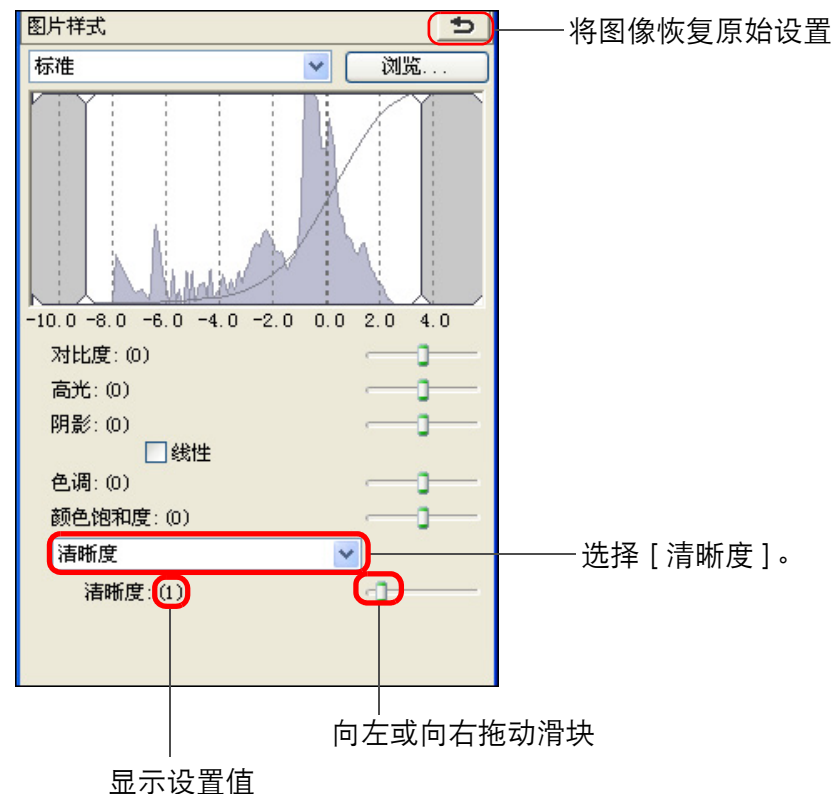 图片样式
将图像恢复原始设置
标准
浏览...
-10.0 -8.0 -6.0 -4.0 -2.0 0.0 2.0 4.0
对比度: (0)
高光: (0)
阴影: (0)
线性
色调: (0)
颜色饱和度: (0)
清晰度
选择 [ 清晰度 ] 。
清晰度: (1)
向左或向右拖动滑块
显示设置值